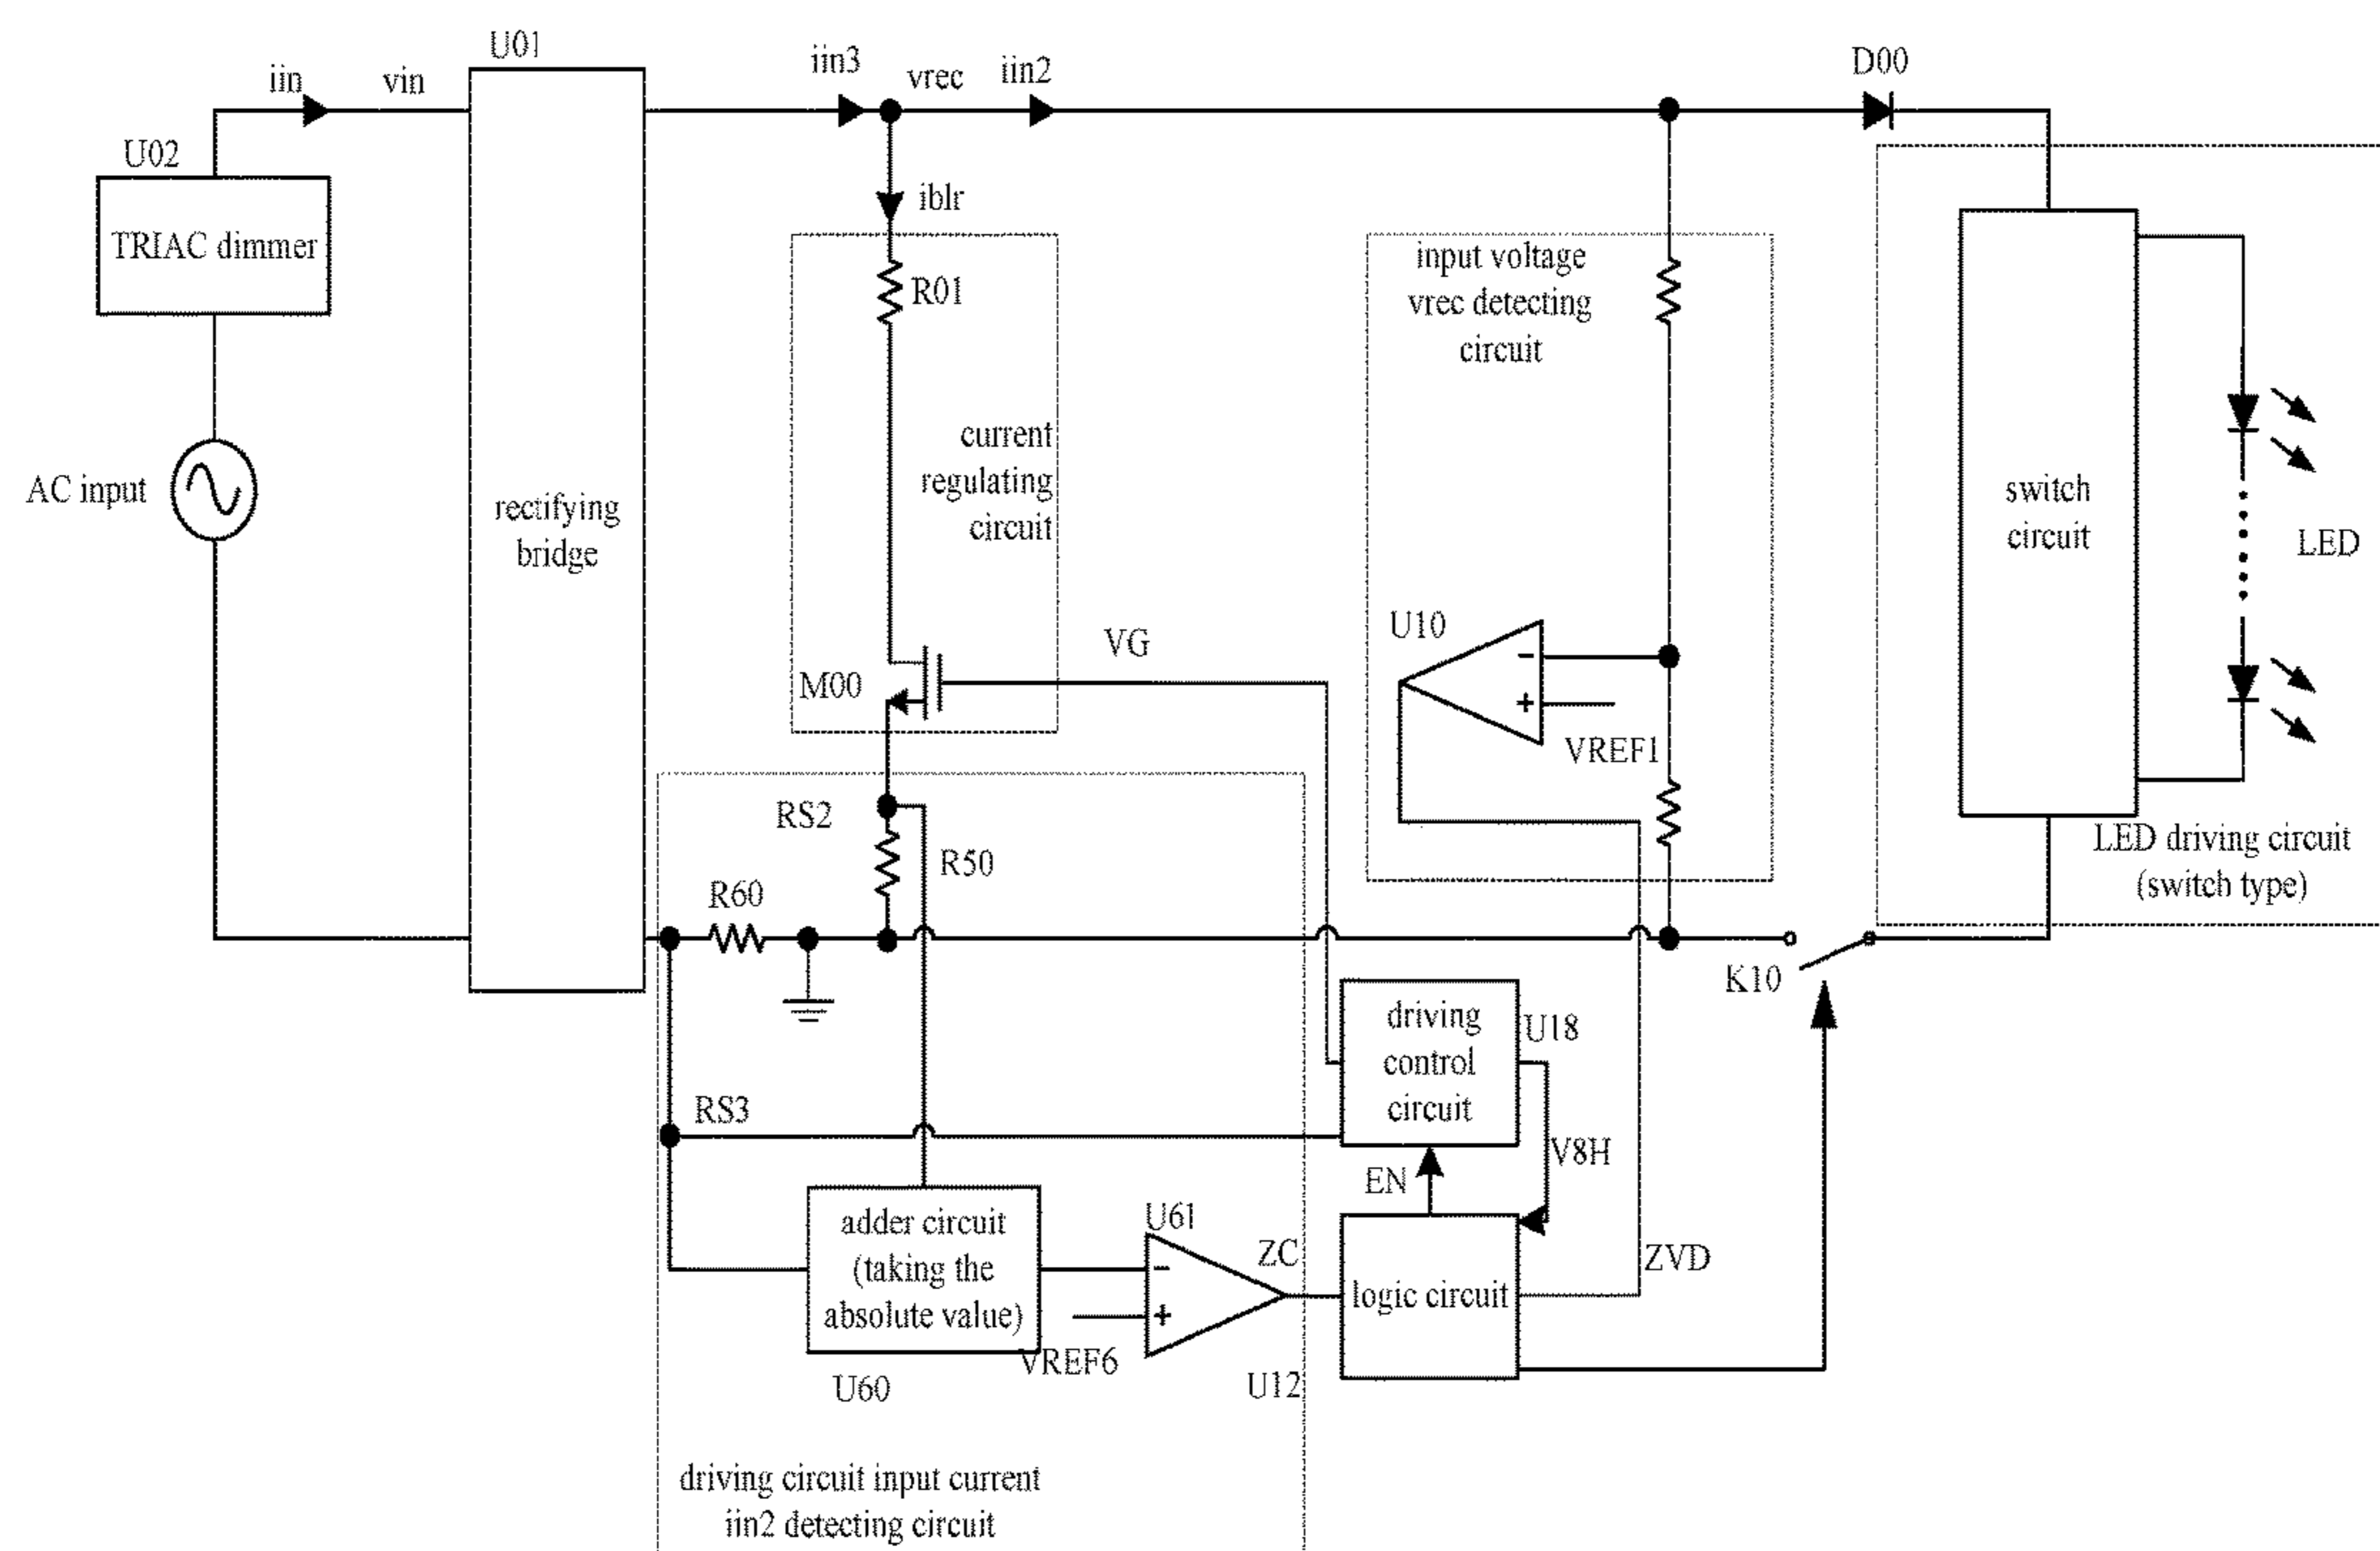 U01
iin
vin
iin3
vrec
iin2
D00
U02
TRIAC dimmer
iblr
R01
input voltage
vrec detecting
circuit
current
regulating
circuit
AC input
rectifying
bridge
switch
circuit
LED
U10
-
+
VREF1
VG
M00
RS2
R50
R60
LED driving circuit
(switch type)
K10
driving
control
circuit
U18
RS3
V8H
EN
adder circuit
(taking the
absolute value)
U61
-
+
ZC
logic circuit
ZVD
VREF6
U60
U12
driving circuit input current
iin2 detecting circuit